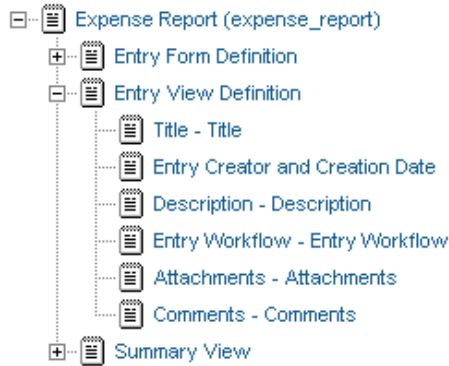 Expense Report (expense_report)
Entry Form Definition
Entry View Definition
Title - Title
Entry Creator and Creation Date
Description - Description
Entry Workflow - Entry Workflow
Attachments - Attachments
Comments - Comments
Summary View